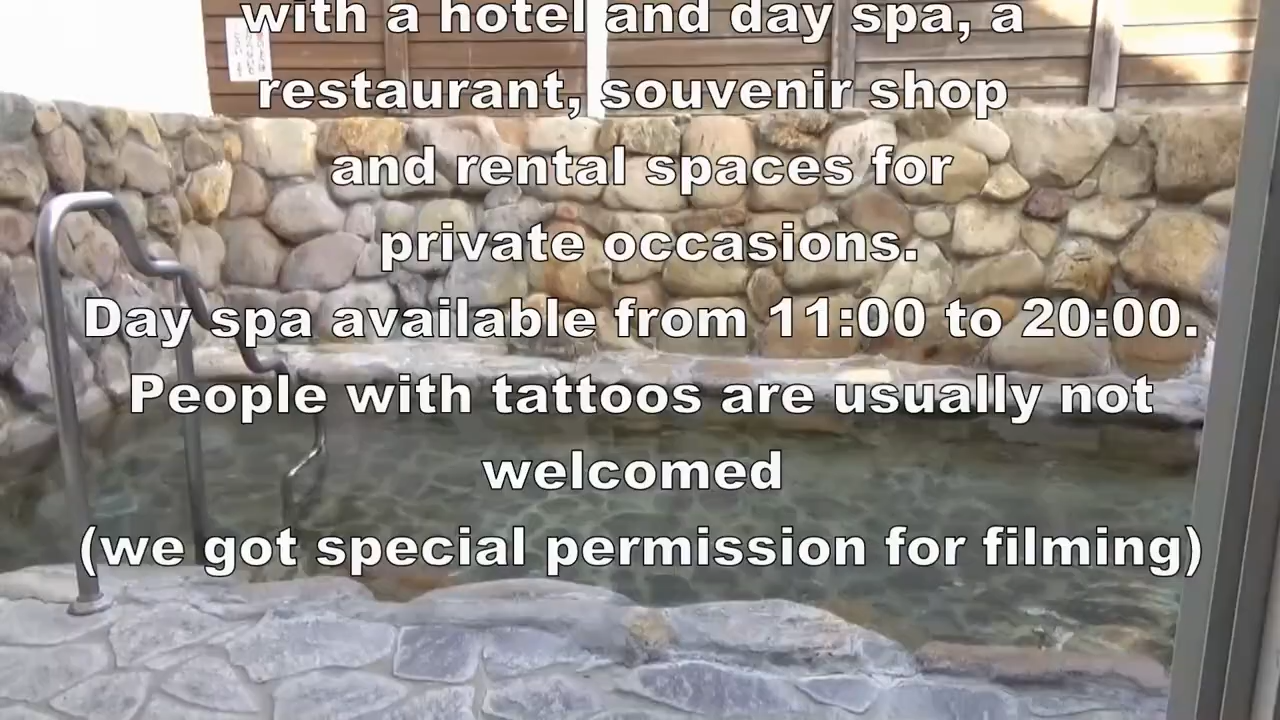 with a hotel and day spa, a
restaurant, souvenir shop
and rental spaces for
private occasions.
Day spa available from 11:00 to 20:00.
People with tattoos are usually not
welcomed
(we got special permission for filming)